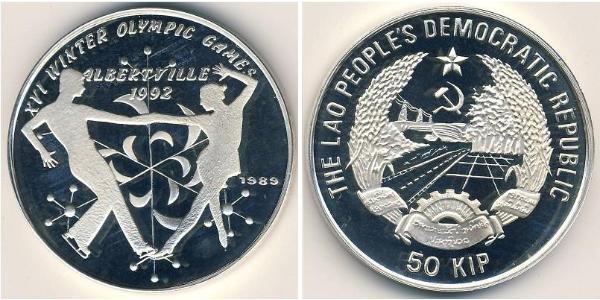 XVI WINTER OLYMPIC GAMES
ALBERTVILLE
1992
1989
THE LAO PEOPLE'S DEMOCRATIC REPUBLIC
50 KIP